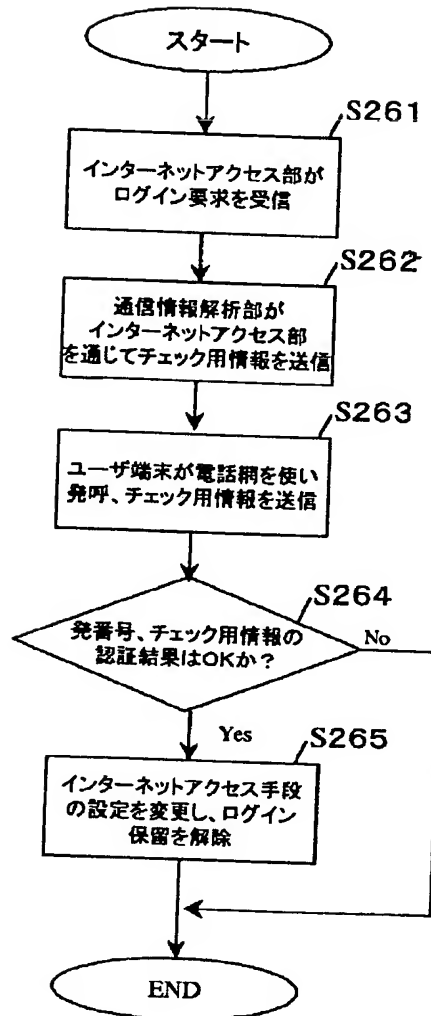 スタート
S261
インターネットアクセス部が
ログイン要求を受信
S262
通信情報解析部が
インターネットアクセス部
を通じてチェック用情報を送信
S263
ユーザ端末が電話網を使い
発呼、チェック用情報を送信
S264
発番号、チェック用情報の
認証結果はOKか?
No
Yes
S265
インターネットアクセス手段
の設定を変更し、ログイン
保留を解除
END